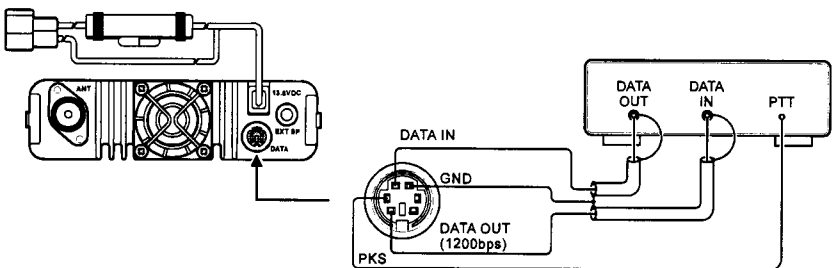 ANT
13.8VDC
EXT SP
DATA
DATA IN
GND
DATA OUT
(1200bps)
PKS
DATA
OUT
DATA
IN
PTT